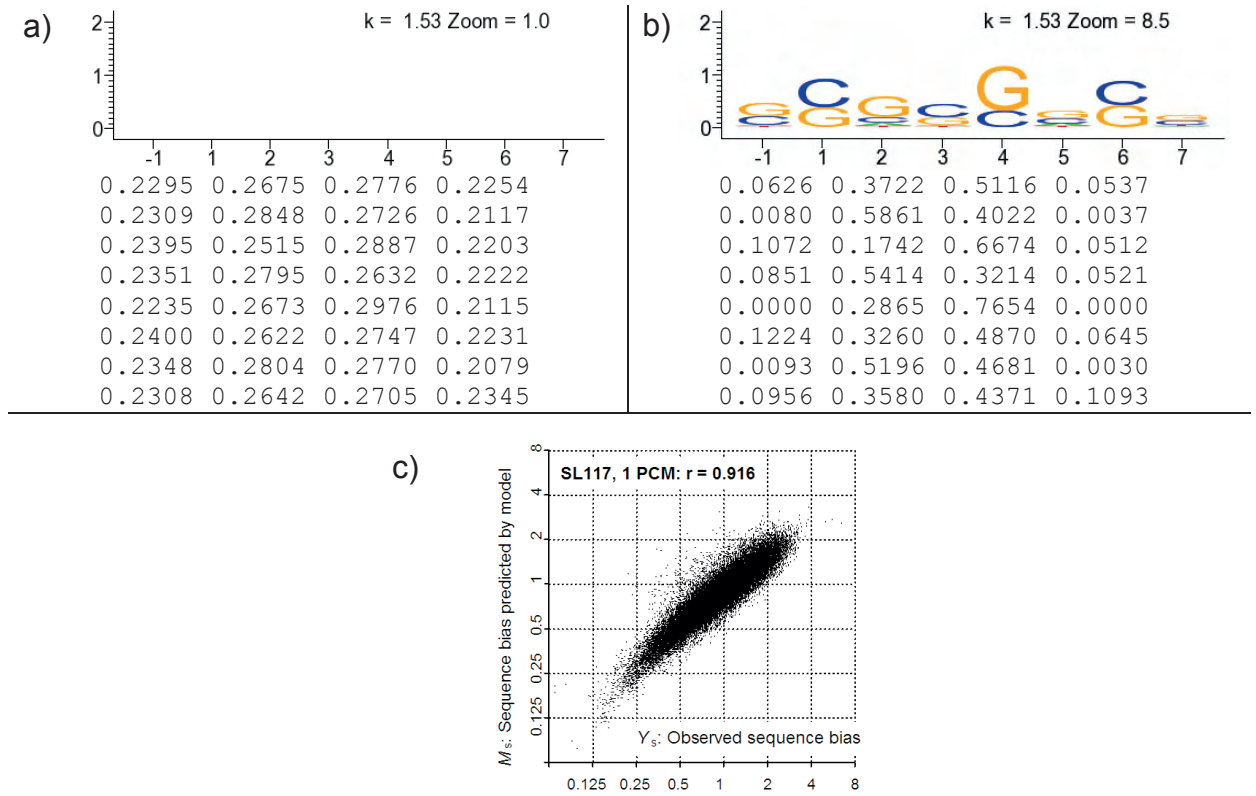 a)
k = 1.53 Zoom = 1.0
2
1
0
-1 1 2 3 4 5 6 7
0.2295 0.2675 0.2776 0.2254
0.2309 0.2848 0.2726 0.2117
0.2395 0.2515 0.2887 0.2203
0.2351 0.2795 0.2632 0.2222
0.2235 0.2673 0.2976 0.2115
0.2400 0.2622 0.2747 0.2231
0.2348 0.2804 0.2770 0.2079
0.2308 0.2642 0.2705 0.2345
b)
k = 1.53 Zoom = 8.5
2
1
0
G C G C G G C G
C G C G C C G C
-1 1 2 3 4 5 6 7
0.0626 0.3722 0.5116 0.0537
0.0080 0.5861 0.4022 0.0037
0.1072 0.1742 0.6674 0.0512
0.0851 0.5414 0.3214 0.0521
0.0000 0.2865 0.7654 0.0000
0.1224 0.3260 0.4870 0.0645
0.0093 0.5196 0.4681 0.0030
0.0956 0.3580 0.4371 0.1093
c)
SL117, 1 PCM: r = 0.916
Ms: Sequence bias predicted by model
8
4
2
1
0.5
0.25
0.125
Ys: Observed sequence bias
0.125 0.25 0.5 1 2 4 8